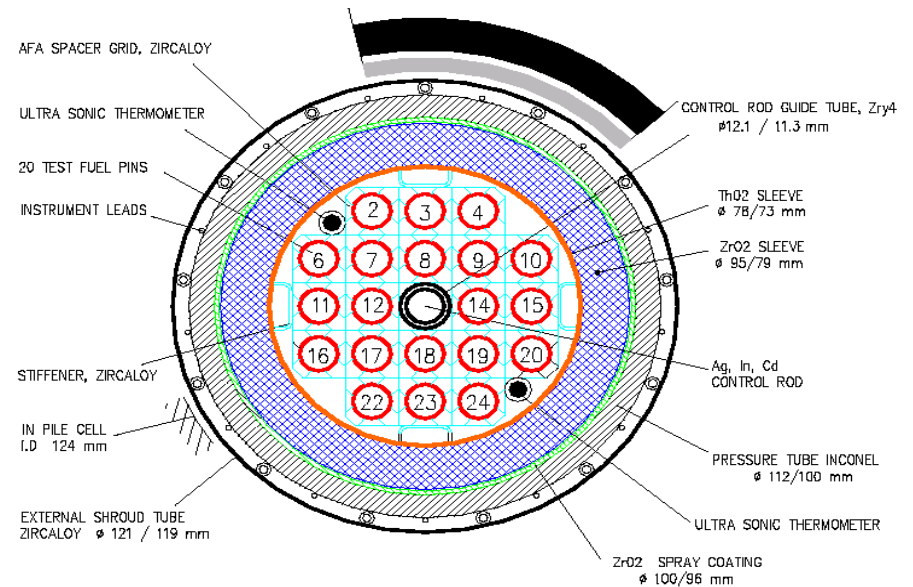 AFA SPACER GRID, ZIRCALOY
ULTRA SONIC THERMOMETER
20 TEST FUEL PINS
INSTRUMENT LEADS
STIFFENER, ZIRCALOY
IN PILE CELL
I.D 124 mm
EXTERNAL SHROUD TUBE
ZIRCALOY ø 121 / 119 mm
2 3 4
6 7 8 9 10
11 12 14 15
16 17 18 19 20
22 23 24
CONTROL ROD GUIDE TUBE, Zry4
ø12.1 / 11.3 mm
ThO2 SLEEVE
ø 78/73 mm
ZrO2 SLEEVE
ø 95/79 mm
Ag, In, Cd
CONTROL ROD
PRESSURE TUBE INCONEL
ø 112/100 mm
ULTRA SONIC THERMOMETER
ZrO2 SPRAY COATING
ø 100/96 mm